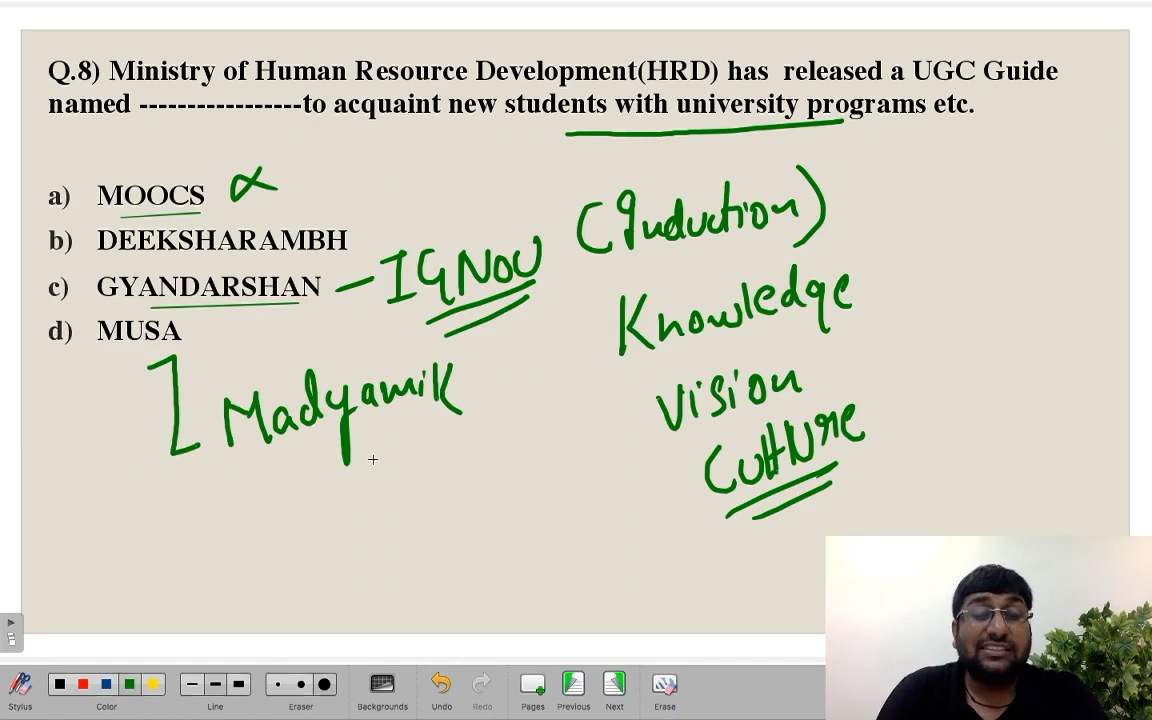 Q.8) Ministry of Human Resource Development(HRD) has released a UGC Guide
named -----------------to acquaint new students with university programs etc.
a) MOOCS
b) DEEKSHARAMBH
c) GYANDARSHAN - IGNOU
d) MUSA
Madyamik
(Induction)
Knowledge
Vision
Culture
Stylus
Color
Line
Eraser
Backgrounds
Undo
Redo
Pages
Previous
Next
Erase